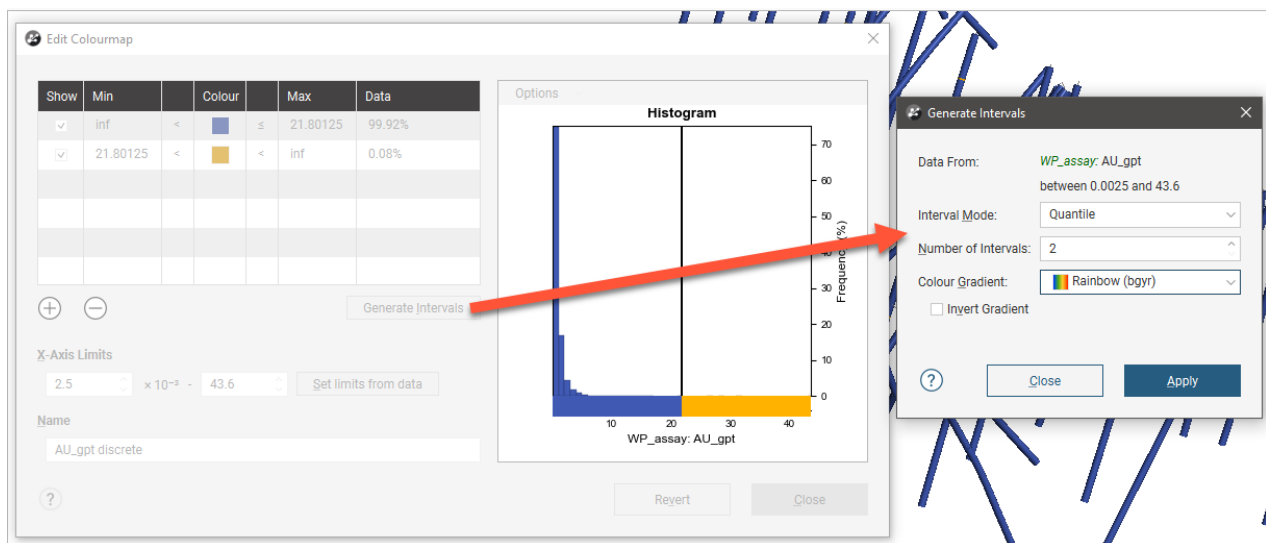 Edit Colourmap
Show Min Colour Max Data
inf < ≤ 21.80125 99.92%
21.80125 < < inf 0.08%
Generate Intervals
X-Axis Limits
2.5 × 10⁻³ - 43.6 Set limits from data
Name
AU_gpt discrete
Options
Histogram
70
60
50
40
30
20
10
0
Frequency (%)
10 20 30 40
WP_assay: AU_gpt
Revert Close
Generate Intervals
Data From: WP_assay: AU_gpt
between 0.0025 and 43.6
Interval Mode: Quantile
Number of Intervals: 2
Colour Gradient: Rainbow (bgyr)
Invert Gradient
? Close Apply
?